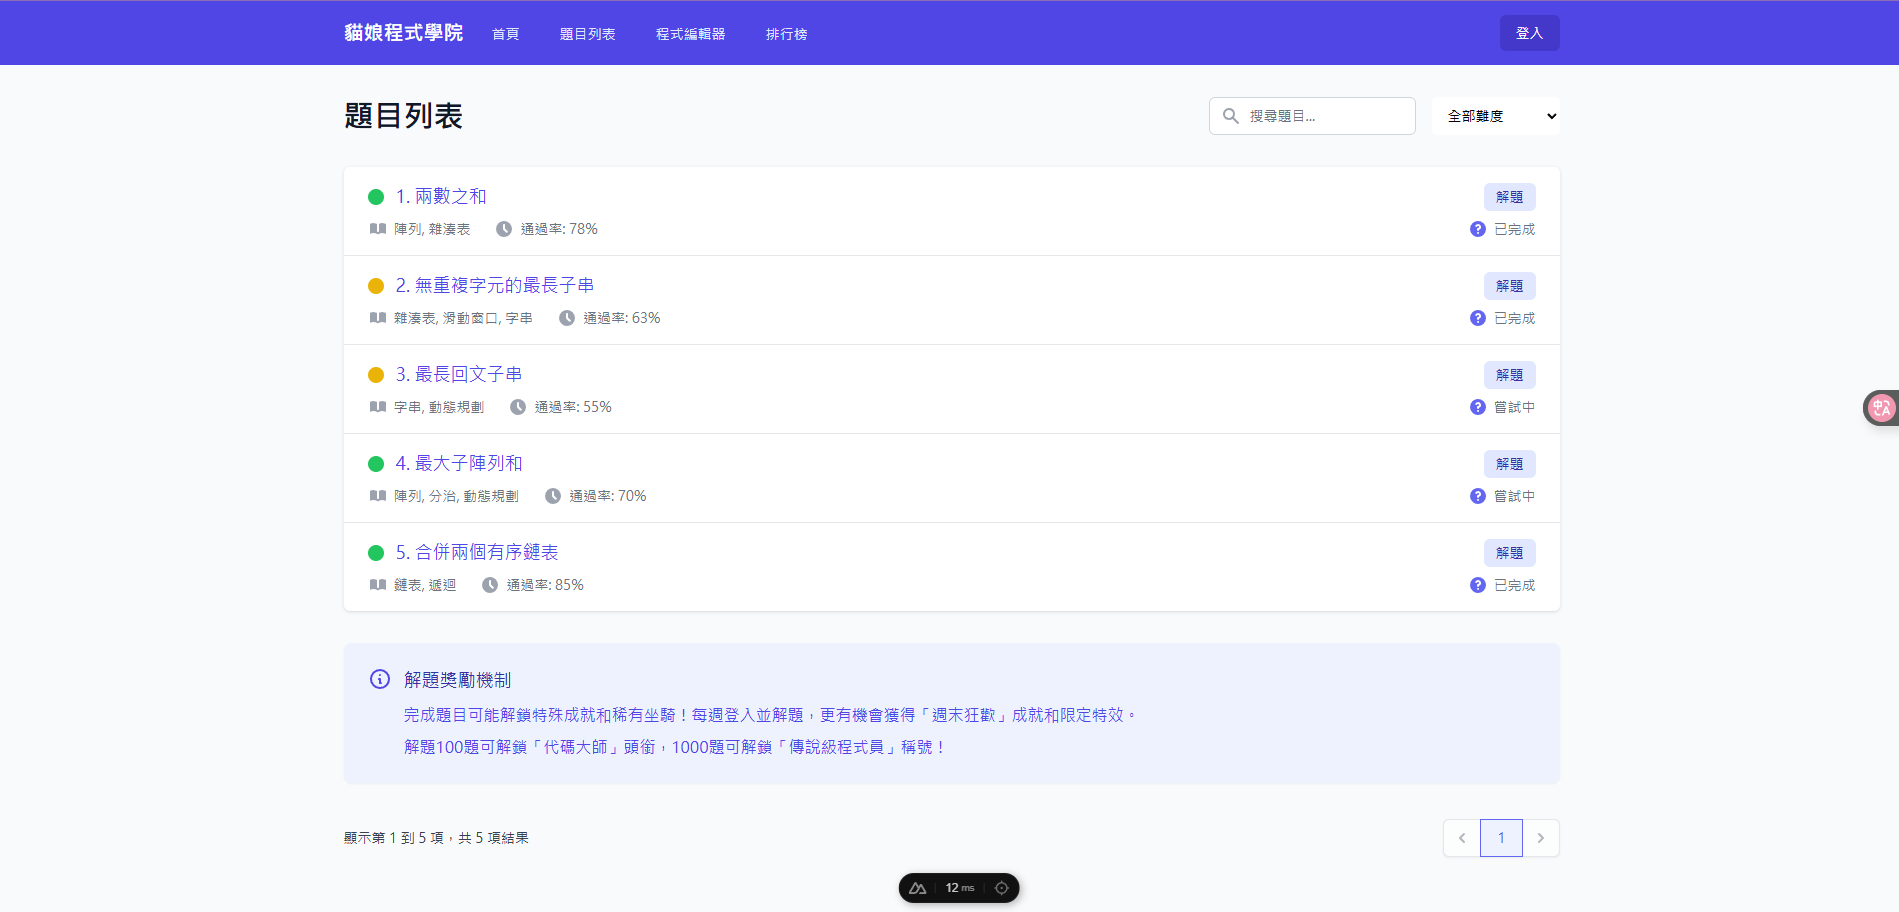 貓娘程式學院 首頁 題目列表 程式編輯器 排行榜 登入
題目列表 搜尋題目... 全部難度
1. 兩數之和 解題
陣列, 雜湊表 通過率: 78% 已完成
2. 無重複字元的最長子串 解題
雜湊表, 滑動窗口, 字串 通過率: 63% 已完成
3. 最長回文子串 解題
字串, 動態規劃 通過率: 55% 嘗試中
4. 最大子陣列和 解題
陣列, 分治, 動態規劃 通過率: 70% 嘗試中
5. 合併兩個有序鏈表 解題
鏈表, 遞迴 通過率: 85% 已完成
解題獎勵機制
完成題目可能解鎖特殊成就和稀有坐騎！每週登入並解題，更有機會獲得「週末狂歡」成就和限定特效。
解題100題可解鎖「代碼大師」頭銜，1000題可解鎖「傳說級程式員」稱號！
顯示第 1 到 5 項，共 5 項結果 1
12 ms
中A